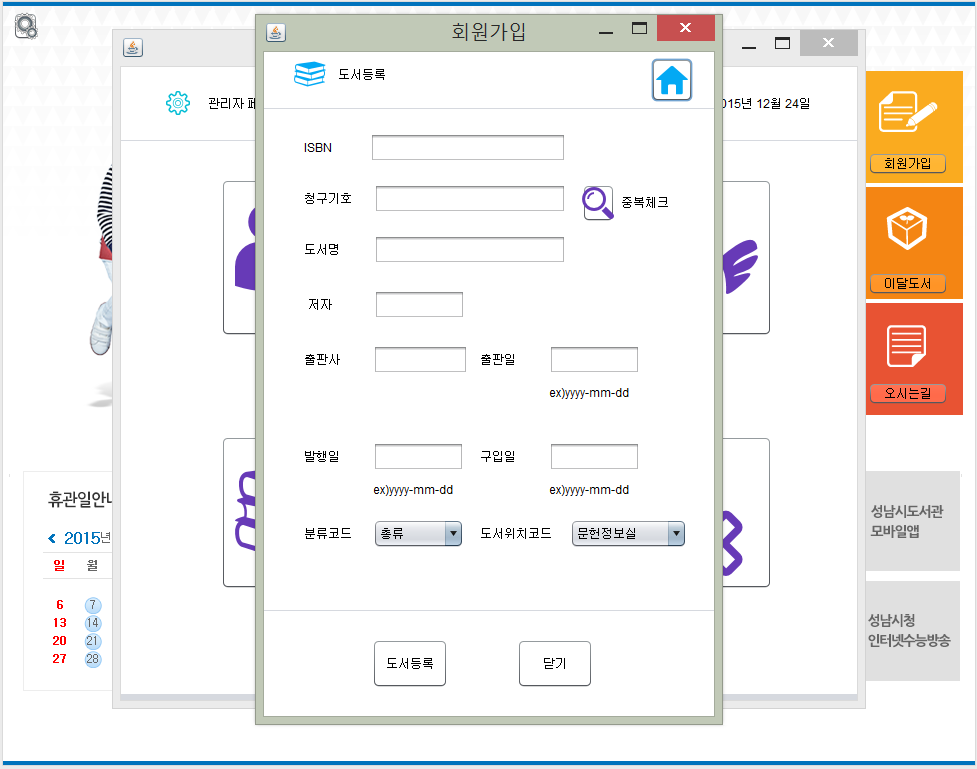 회원가입
도서등록
관리자 페
015년 12월 24일
ISBN
청구기호
중복체크
도서명
저자
출판사
출판일
ex)yyyy-mm-dd
발행일
구입일
ex)yyyy-mm-dd
ex)yyyy-mm-dd
분류코드
총류
도서위치코드
문헌정보실
도서등록
닫기
회원가입
이달도서
오시는길
성남시도서관
모바일앱
성남시청
인터넷수능방송
휴관일안내
< 2015년
일 월
6 7
13 14
20 21
27 28